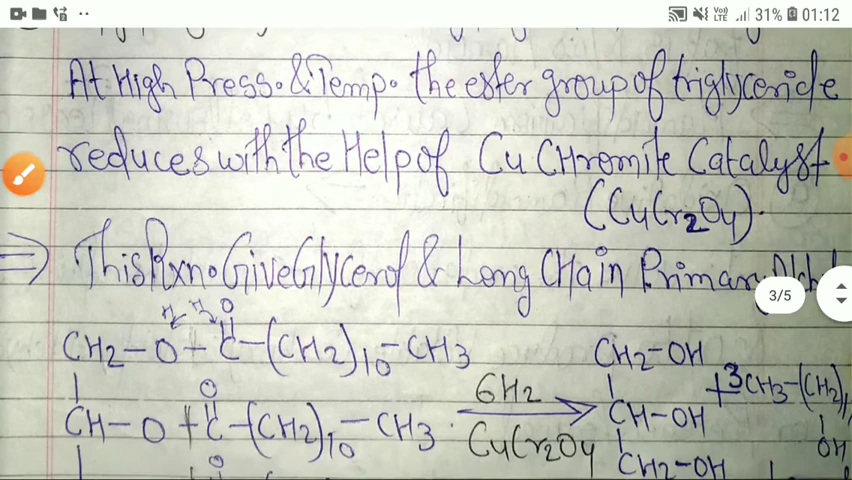 31% 01:12
At High Press. & Temp. the ester group of triglyceride
reduces with the Help of Cu CHromite Catalyst
(CuCr2O4).
⇒ This Rxn. Give Glycerol & Long CHain Primary
3/5
O
CH2-O-C-(CH2)10-CH3
O
CH-O-C-(CH2)10-CH3
6H2
CuCr2O4
CH2-OH
CH-OH
CH2-OH
+3CH3-(CH2)
OH
O